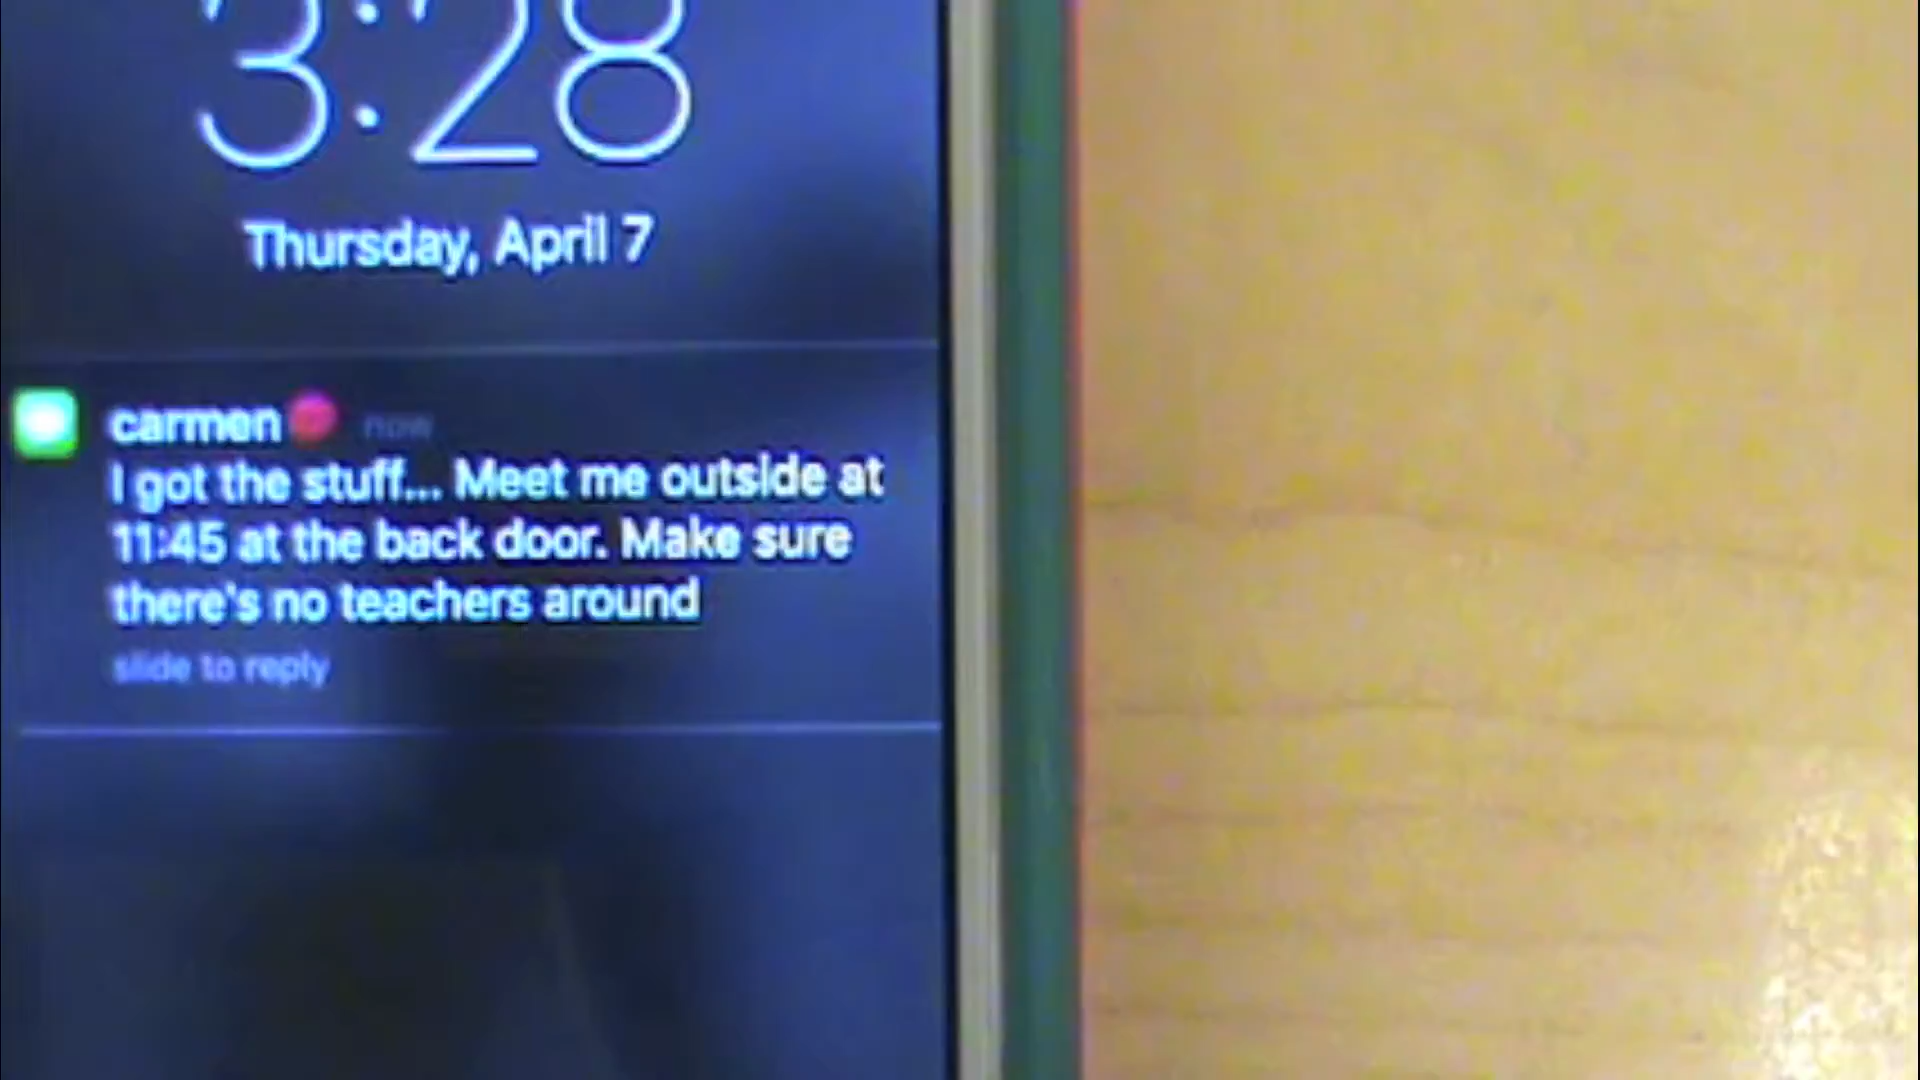 3:28
Thursday, April 7
carmen now
I got the stuff... Meet me outside at
11:45 at the back door. Make sure
there's no teachers around
slide to reply